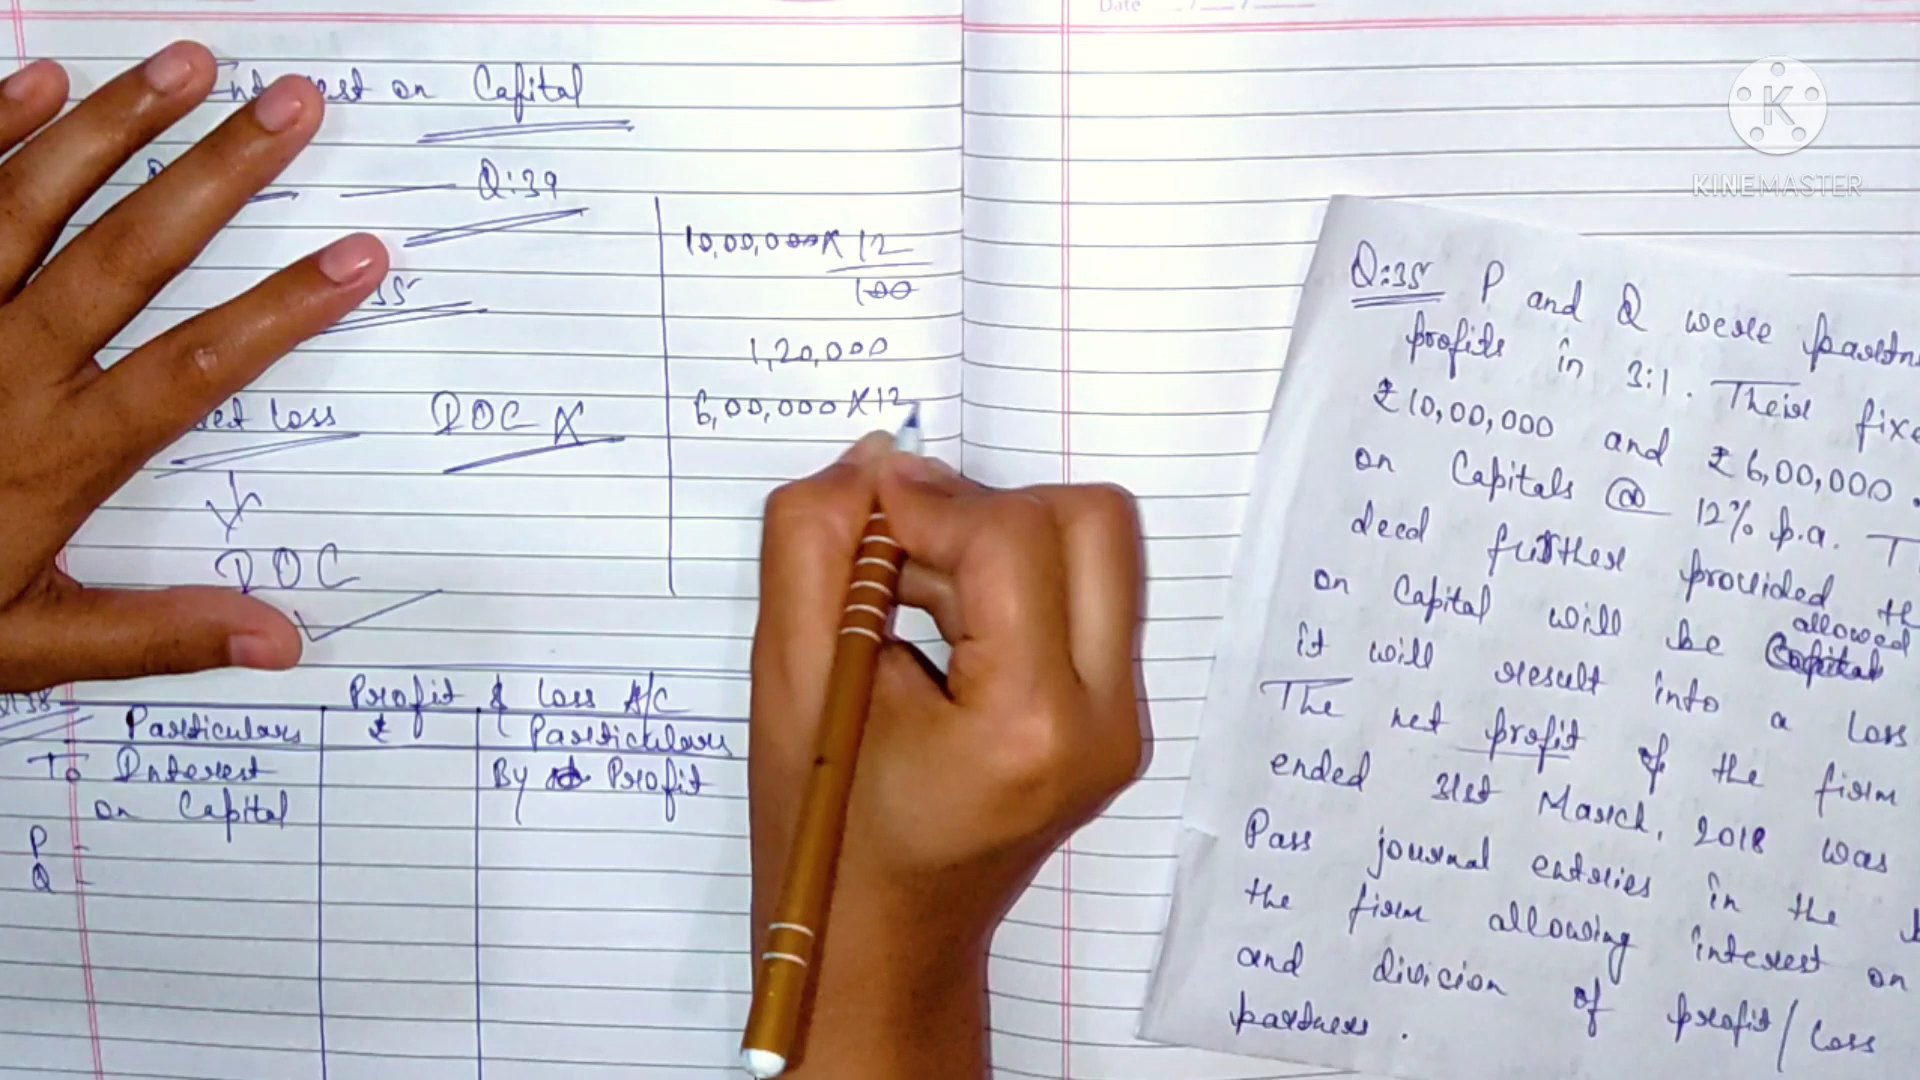 Interest on Capital
Q:39
10,00,000 X 12
100
1,20,000
6,00,000 X 12
loss DOC X
DOC
Profit & loss A/C
Particulars ₹ Particulars
To Interest By Profit
on Capital
P -
Q -
Date / /
KINEMASTER
Q:35 P and Q were
profits in 3:1. Their
₹10,00,000 and ₹6,00,000.
on Capitals @ 12% p.a.
deed further provided
on Capital will be allowed
it will result into a loss
The net profit of the firm
ended 31st March, 2018 was
Pass journal entries in the
the firm allowing interest on
and division of profit/loss
partners.